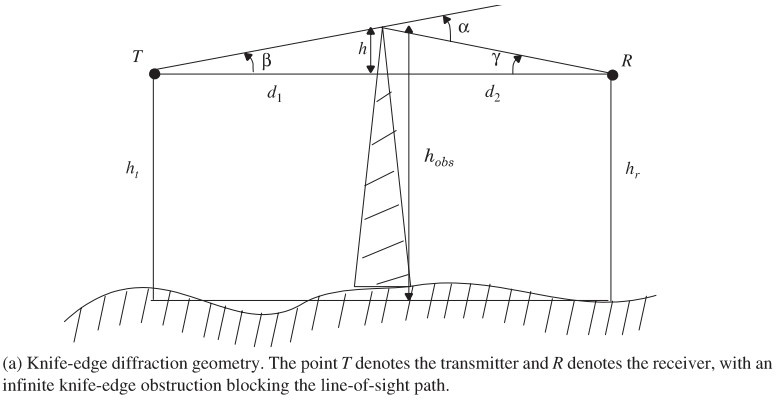 α
h
T
β
γ
R
d₁
d₂
hₜ
h_obs
hᵣ
(a) Knife-edge diffraction geometry. The point T denotes the transmitter and R denotes the receiver, with an
infinite knife-edge obstruction blocking the line-of-sight path.